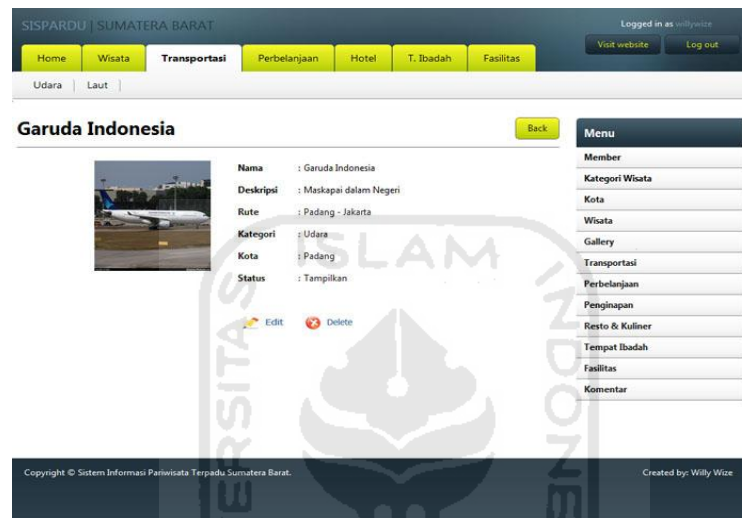 SISPARDU | SUMATERA BARAT
Logged in as willywize
Visit website Log out
Home Wisata Transportasi Perbelanjaan Hotel T. Ibadah Fasilitas
Udara | Laut |
Garuda Indonesia
Back
Nama : Garuda Indonesia
Deskripsi : Maskapai dalam Negeri
Rute : Padang - Jakarta
Kategori : Udara
Kota : Padang
Status : Tampilkan
Edit Delete
Menu
Member
Kategori Wisata
Kota
Wisata
Gallery
Transportasi
Perbelanjaan
Penginapan
Resto & Kuliner
Tempat Ibadah
Fasilitas
Komentar
ISLAM
Copyright © Sistem Informasi Pariwisata Terpadu Sumatera Barat.
Created by: Willy Wize